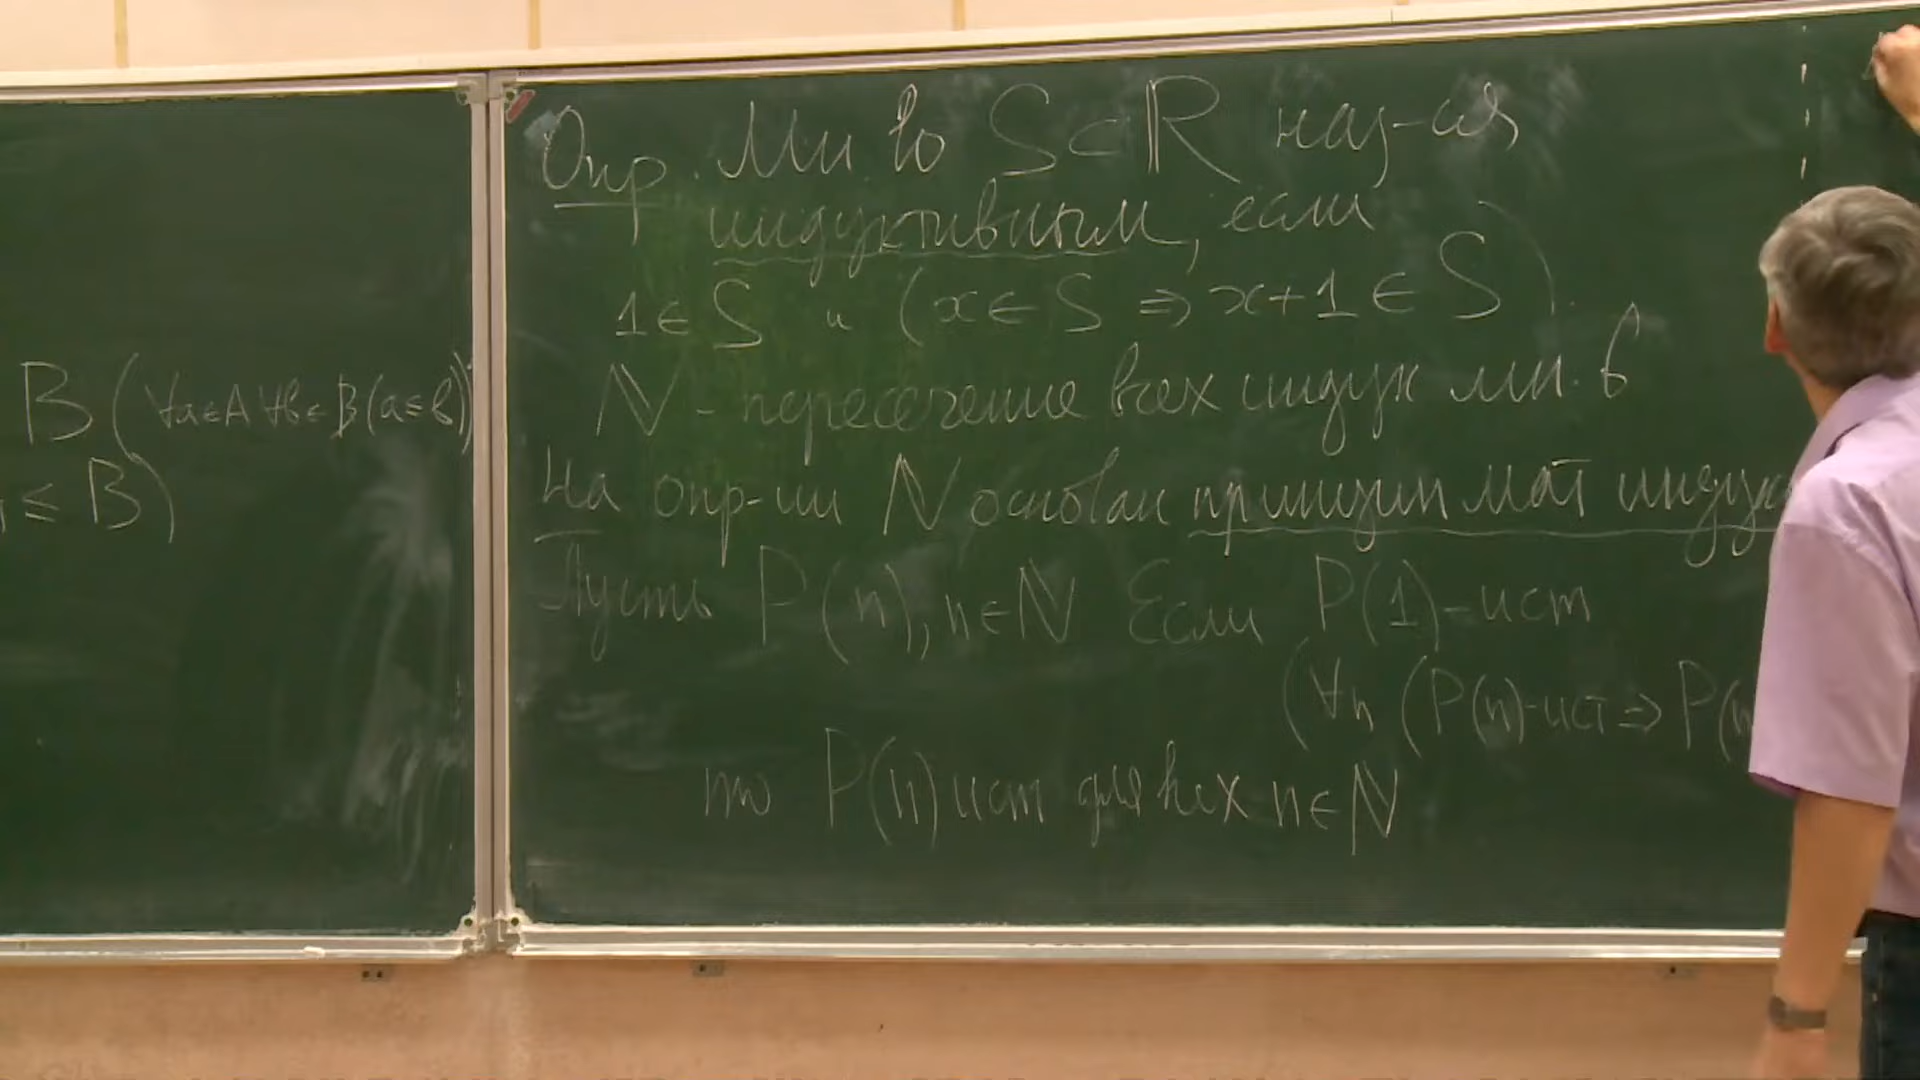 B (∀a∈A ∀b∈B (a≤b)
≤ B)
Опр. Мн-во S⊂ℝ наз-ся
индуктивным, если
1∈S и (x∈S ⇒ x+1∈S).
ℕ - пересечение всех индук мн. в
На опр-ии ℕ основан принцип мат индук
Пусть P(n), n∈ℕ Если P(1)-ист
(∀n (P(n)-ист ⇒ P(n
то P(n) ист для всех n∈ℕ